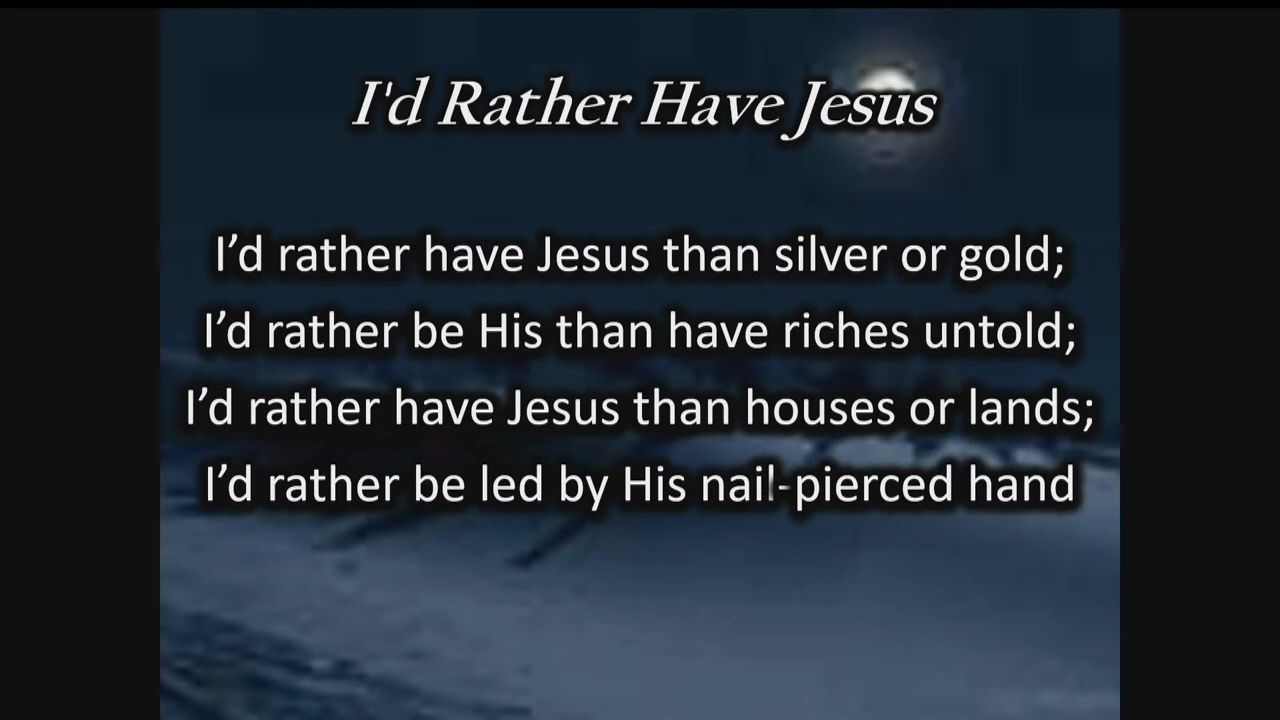 I'd Rather Have Jesus
I’d rather have Jesus than silver or gold;
I’d rather be His than have riches untold;
I’d rather have Jesus than houses or lands;
I’d rather be led by His nail-pierced hand